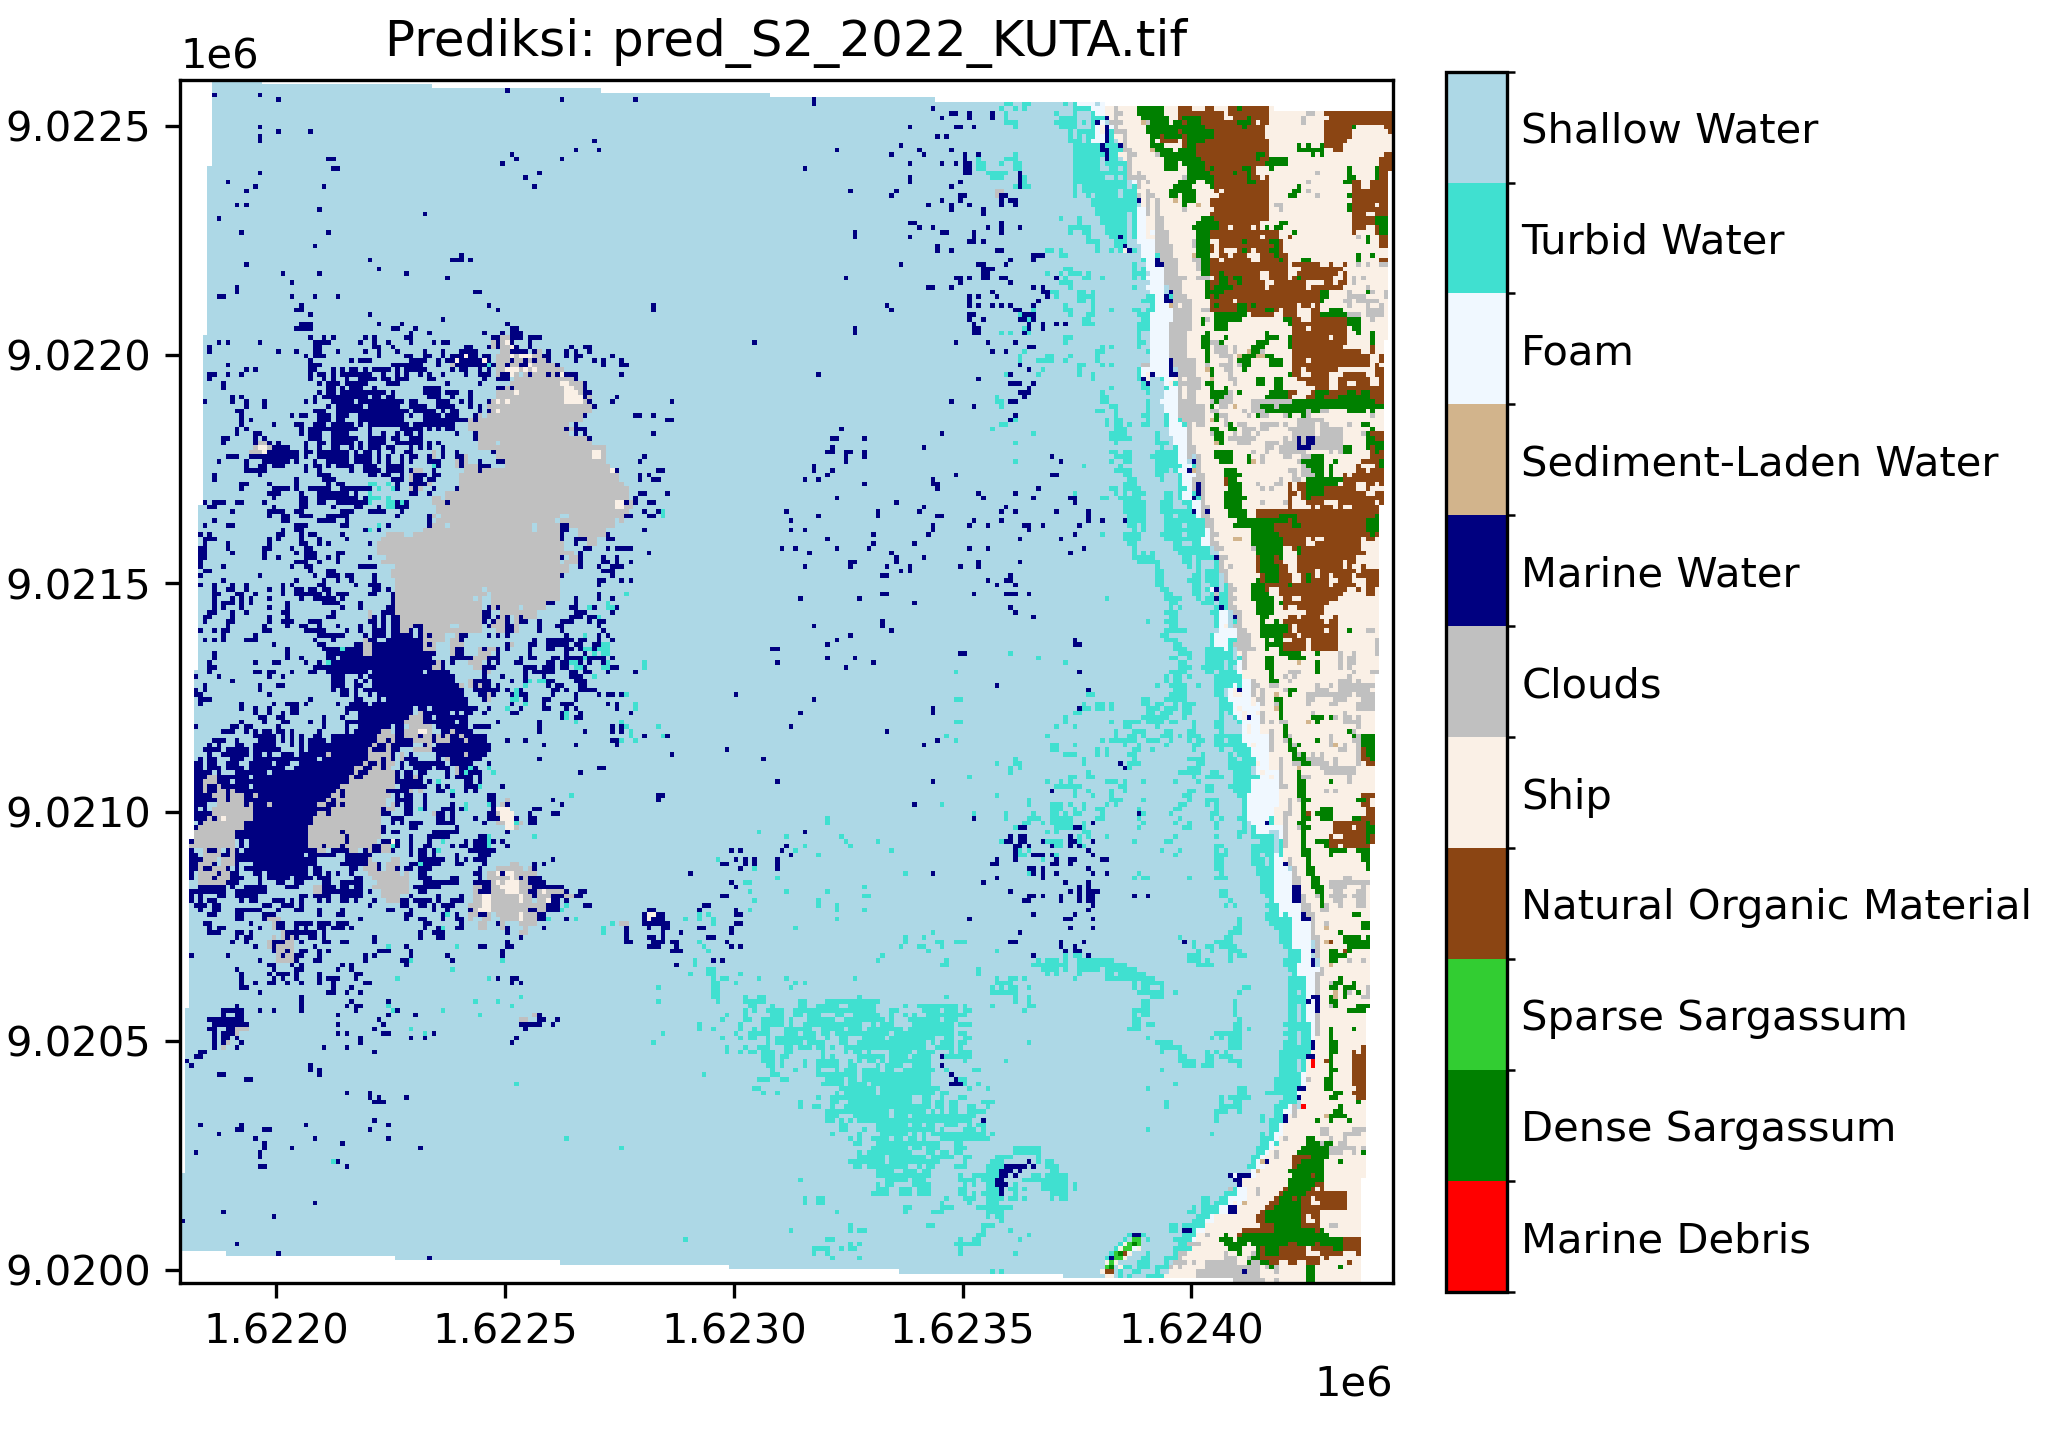 Prediksi: pred_S2_2022_KUTA.tif
1e6
9.0225
9.0220
9.0215
9.0210
9.0205
9.0200
1.6220 1.6225 1.6230 1.6235 1.6240
1e6
Shallow Water
Turbid Water
Foam
Sediment-Laden Water
Marine Water
Clouds
Ship
Natural Organic Material
Sparse Sargassum
Dense Sargassum
Marine Debris